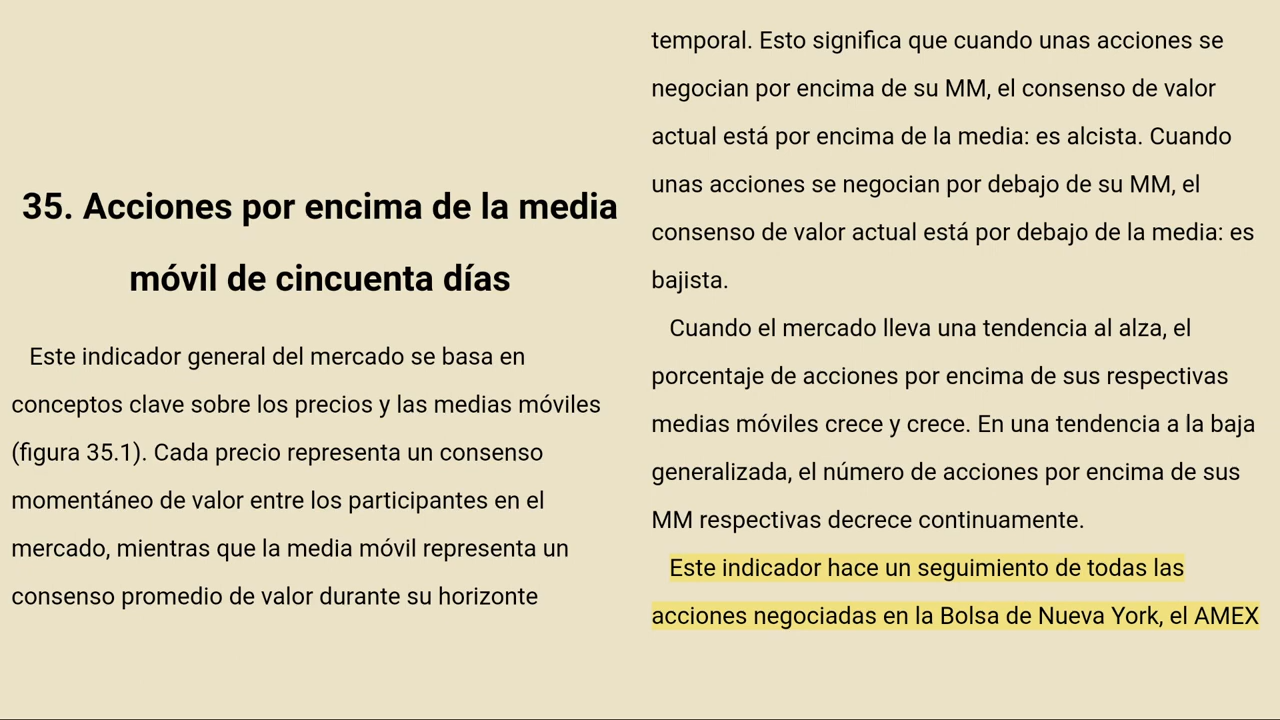 35. Acciones por encima de la media
móvil de cincuenta días
Este indicador general del mercado se basa en
conceptos clave sobre los precios y las medias móviles
(figura 35.1). Cada precio representa un consenso
momentáneo de valor entre los participantes en el
mercado, mientras que la media móvil representa un
consenso promedio de valor durante su horizonte
temporal. Esto significa que cuando unas acciones se
negocian por encima de su MM, el consenso de valor
actual está por encima de la media: es alcista. Cuando
unas acciones se negocian por debajo de su MM, el
consenso de valor actual está por debajo de la media: es
bajista.
Cuando el mercado lleva una tendencia al alza, el
porcentaje de acciones por encima de sus respectivas
medias móviles crece y crece. En una tendencia a la baja
generalizada, el número de acciones por encima de sus
MM respectivas decrece continuamente.
Este indicador hace un seguimiento de todas las
acciones negociadas en la Bolsa de Nueva York, el AMEX